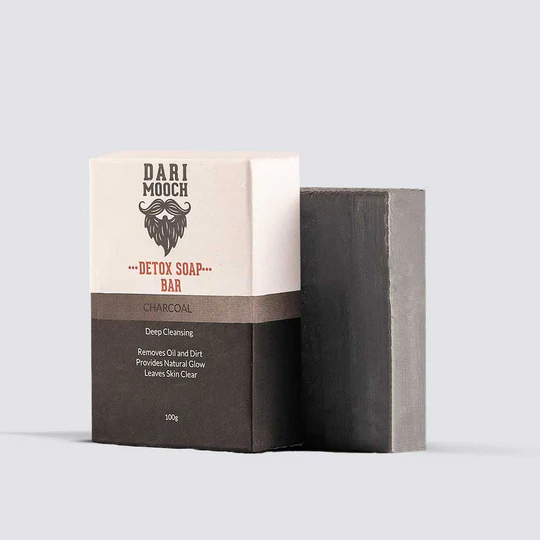 DARI
MOOCH
•••DETOX SOAP•••
BAR
CHARCOAL
Deep Cleansing
Removes Oil and Dirt
Provides Natural Glow
Leaves Skin Clear
100g